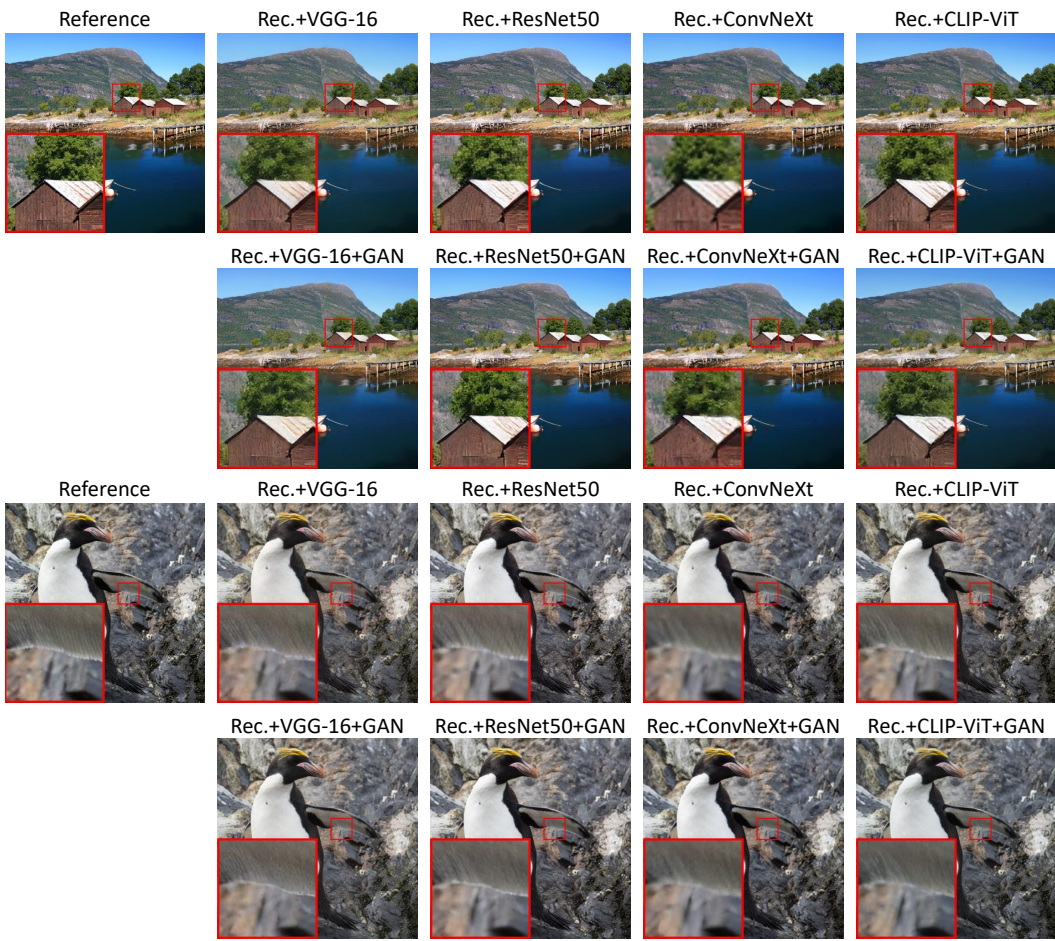 Reference Rec.+VGG-16 Rec.+ResNet50 Rec.+ConvNeXt Rec.+CLIP-ViT
Rec.+VGG-16+GAN Rec.+ResNet50+GAN Rec.+ConvNeXt+GAN Rec.+CLIP-ViT+GAN
Reference Rec.+VGG-16 Rec.+ResNet50 Rec.+ConvNeXt Rec.+CLIP-ViT
Rec.+VGG-16+GAN Rec.+ResNet50+GAN Rec.+ConvNeXt+GAN Rec.+CLIP-ViT+GAN